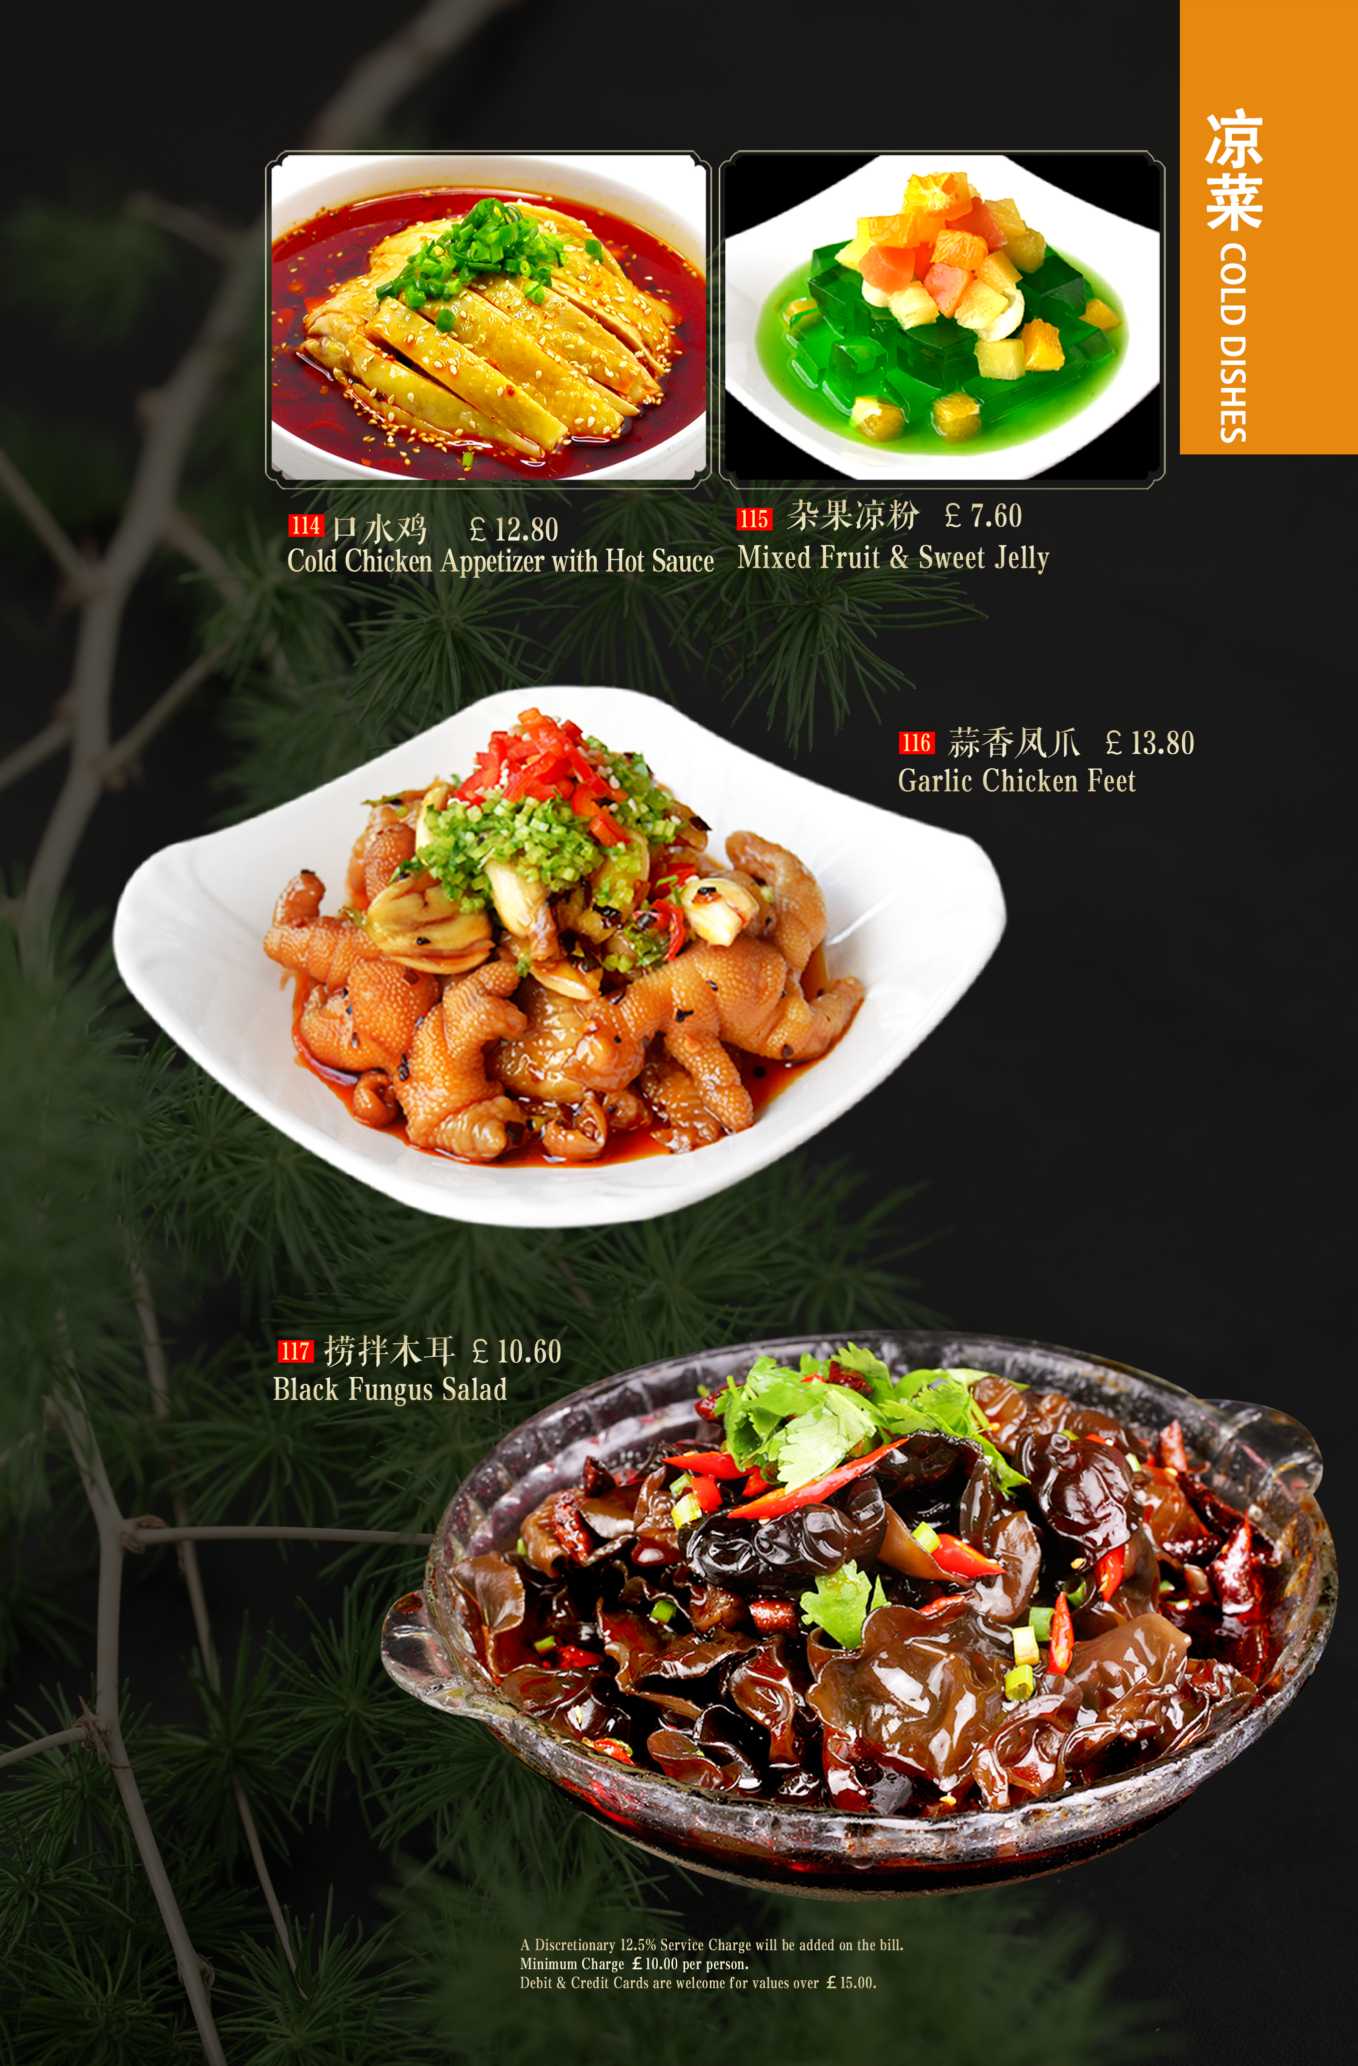 凉菜 COLD DISHES
114 口水鸡 £ 12.80
Cold Chicken Appetizer with Hot Sauce
115 杂果凉粉 £ 7.60
Mixed Fruit & Sweet Jelly
116 蒜香凤爪 £ 13.80
Garlic Chicken Feet
117 捞拌木耳 £ 10.60
Black Fungus Salad
A Discretionary 12.5% Service Charge will be added on the bill.
Minimum Charge £10.00 per person.
Debit & Credit Cards are welcome for values over £15.00.